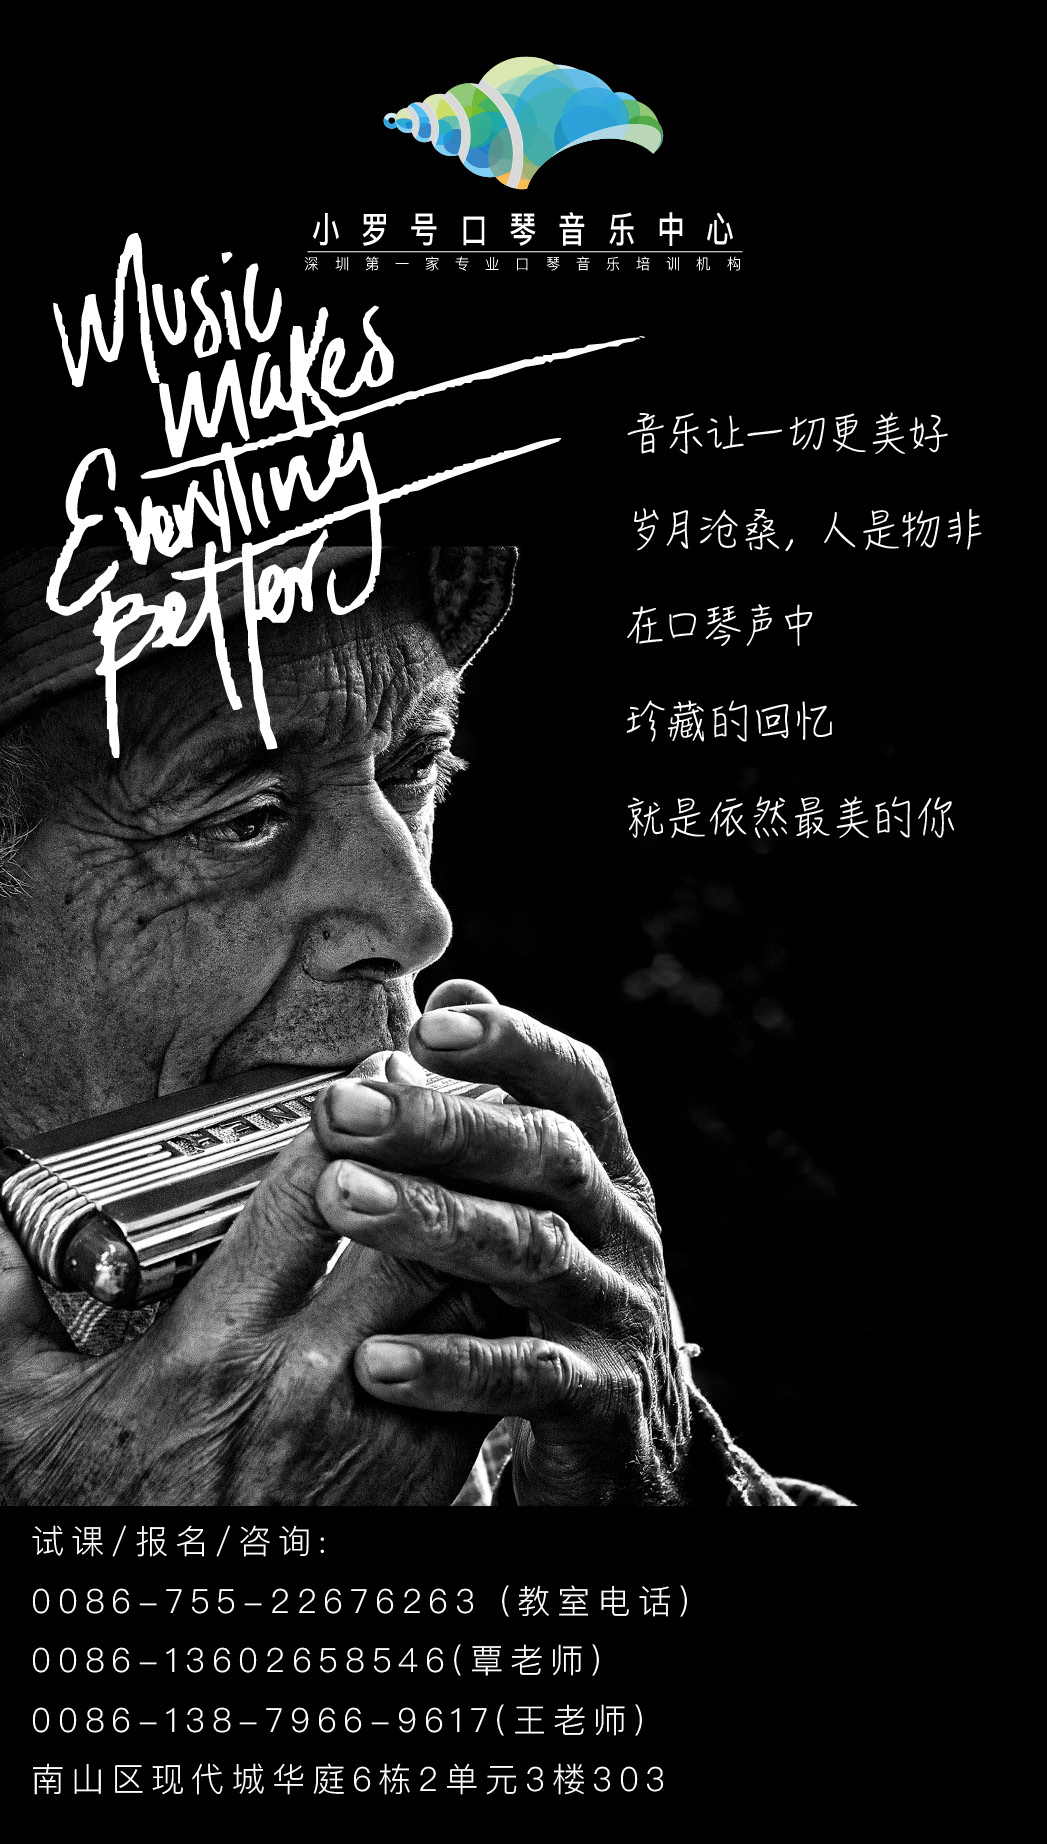 小罗号口琴音乐中心
深圳第一家专业口琴音乐培训机构
Music
Makes
Everyting
Better
音乐让一切更美好
岁月沧桑，人是物非
在口琴声中
珍藏的回忆
就是依然最美的你
试课/报名/咨询:
0086-755-22676263（教室电话）
0086-13602658546(覃老师)
0086-138-7966-9617(王老师)
南山区现代城华庭6栋2单元3楼303